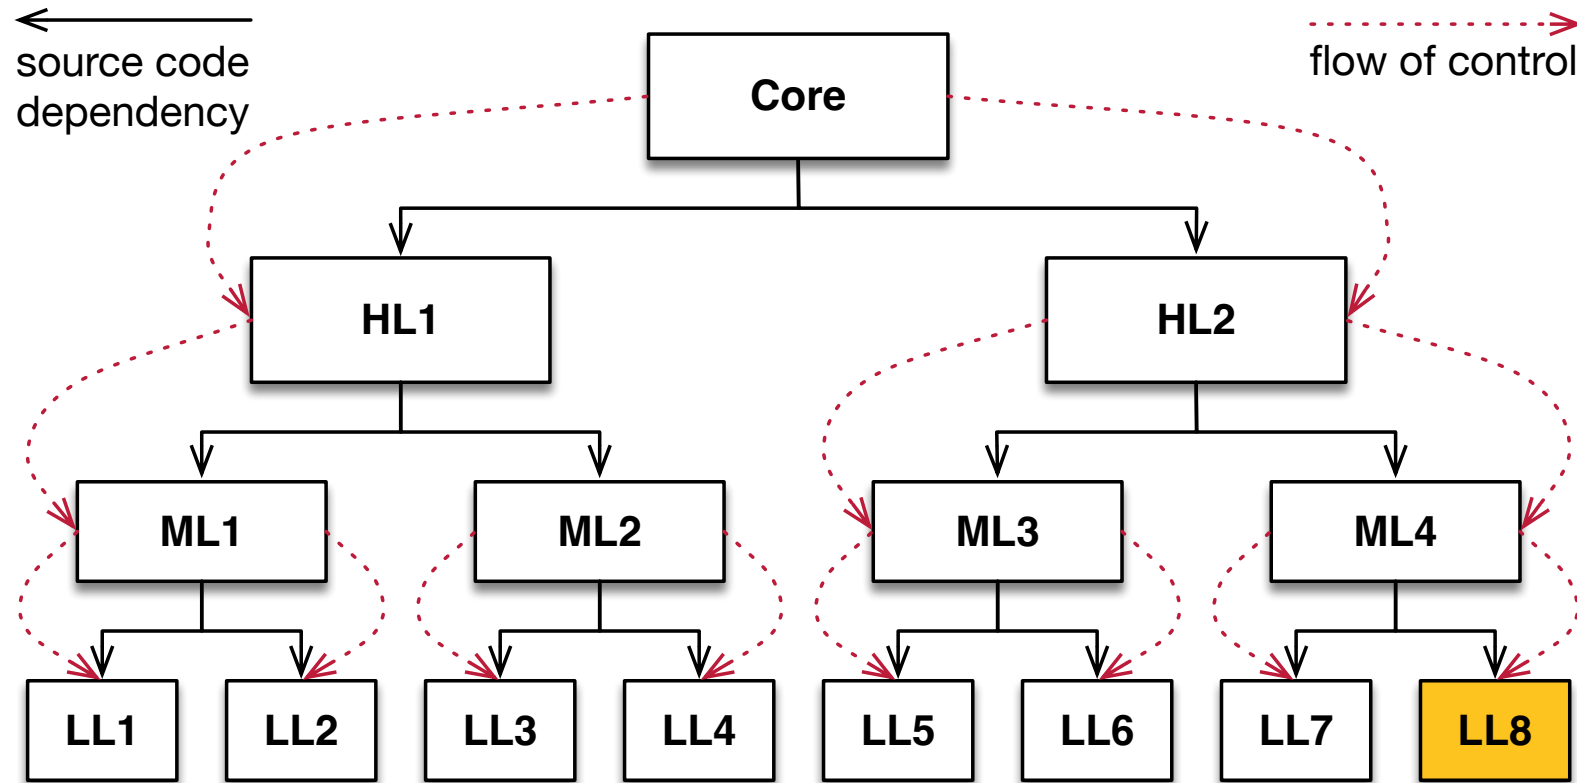 source code
dependency
flow of control
Core
HL1
HL2
ML1
ML2
ML3
ML4
LL1
LL2
LL3
LL4
LL5
LL6
LL7
LL8